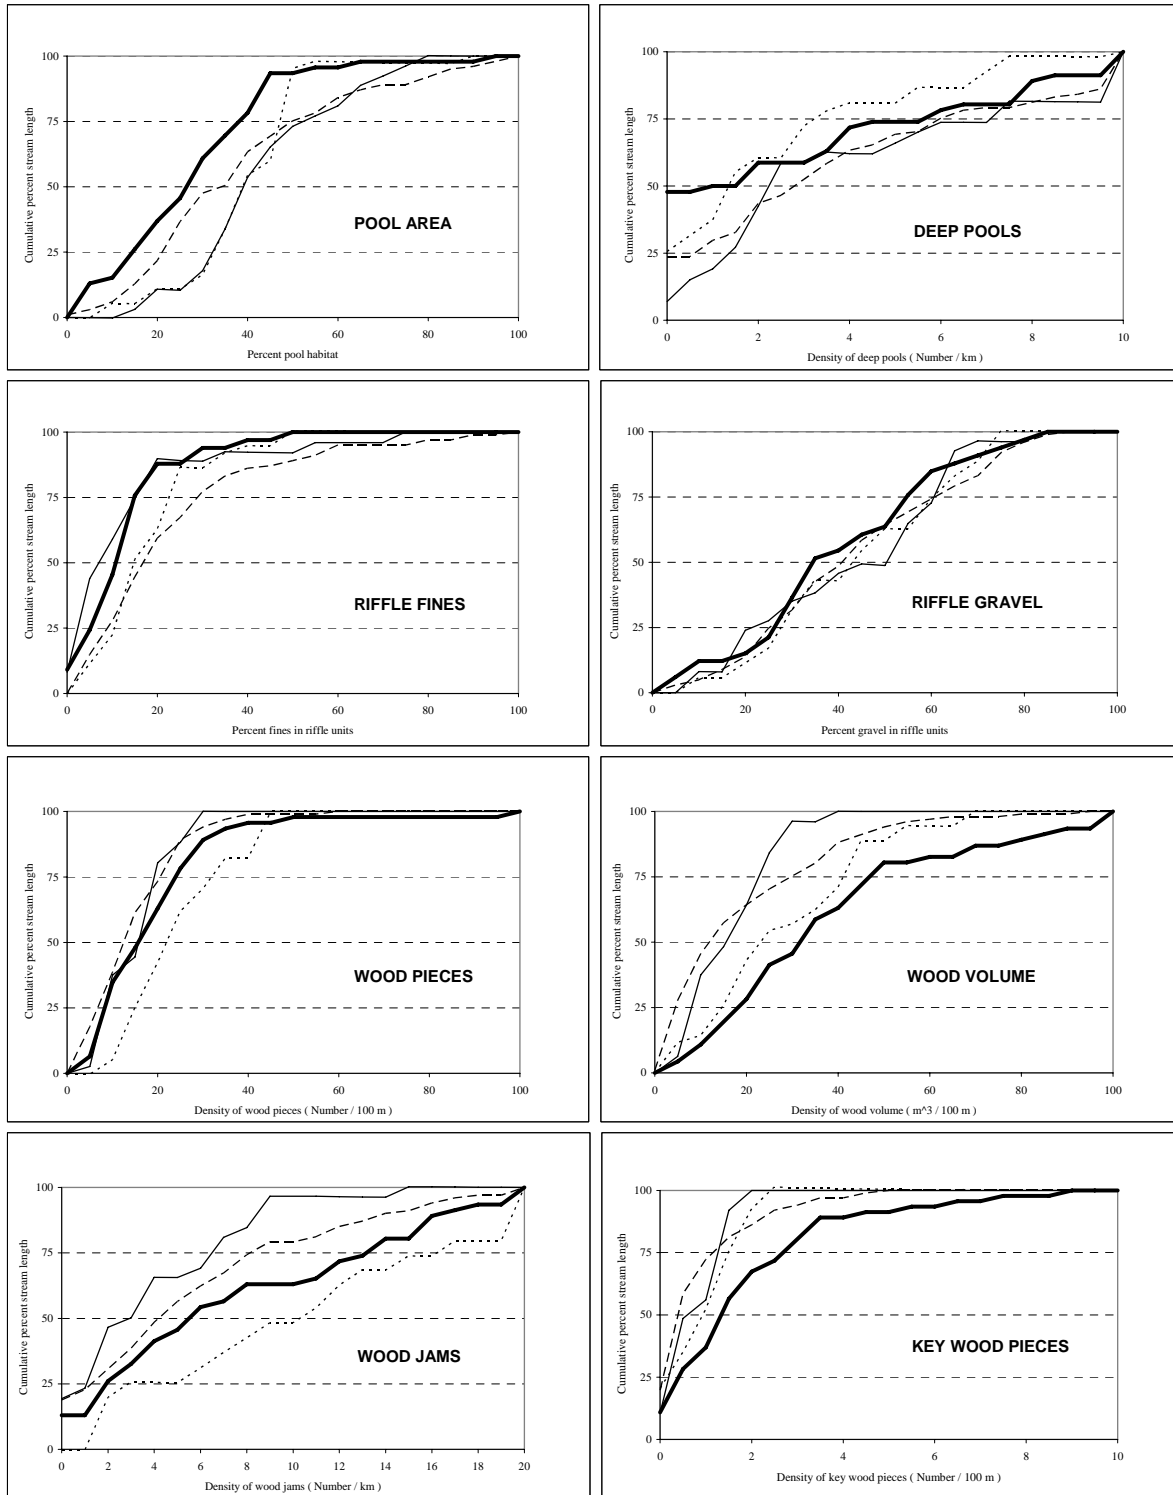 100
75
50
25
0
Cumulative percent stream length
POOL AREA
0 20 40 60 80 100
Percent pool habitat
100
75
50
25
0
Cumulative percent stream length
DEEP POOLS
0 2 4 6 8 10
Density of deep pools ( Number / km )
100
75
50
25
0
Cumulative percent stream length
RIFFLE FINES
0 20 40 60 80 100
Percent fines in riffle units
100
75
50
25
0
Cumulative percent stream length
RIFFLE GRAVEL
0 20 40 60 80 100
Percent gravel in riffle units
100
75
50
25
0
Cumulative percent stream length
WOOD PIECES
0 20 40 60 80 100
Density of wood pieces ( Number / 100 m )
100
75
50
25
0
Cumulative percent stream length
WOOD VOLUME
0 20 40 60 80 100
Density of wood volume ( m^3 / 100 m )
100
75
50
25
0
Cumulative percent stream length
WOOD JAMS
0 2 4 6 8 10 12 14 16 18 20
Density of wood jams ( Number / km )
100
75
50
25
0
Cumulative percent stream length
KEY WOOD PIECES
0 2 4 6 8 10
Density of key wood pieces ( Number / 100 m )